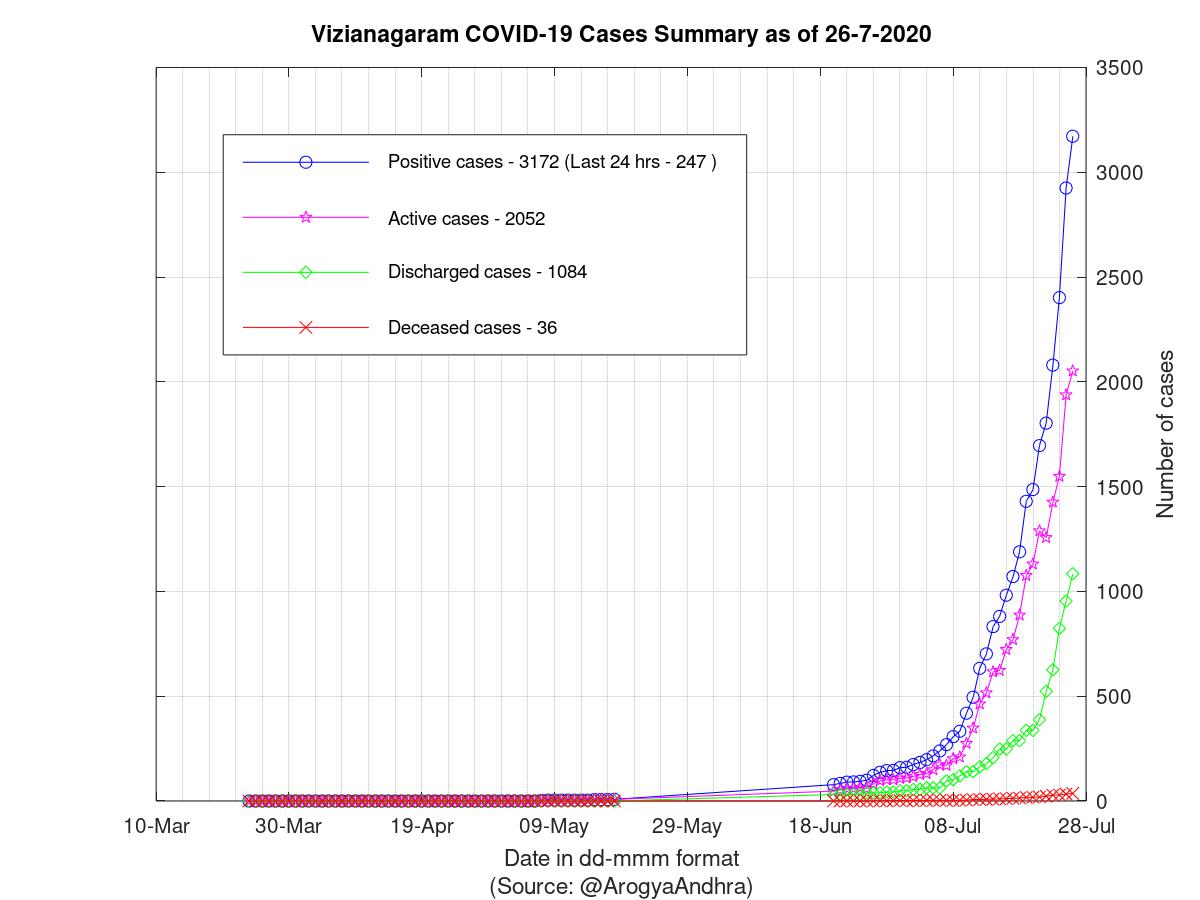 Vizianagaram COVID-19 Cases Summary as of 26-7-2020
Positive cases - 3172 (Last 24 hrs - 247 )
Active cases - 2052
Discharged cases - 1084
Deceased cases - 36
3500
3000
2500
2000
1500
1000
500
0
Number of cases
10-Mar 30-Mar 19-Apr 09-May 29-May 18-Jun 08-Jul 28-Jul
Date in dd-mmm format
(Source: @ArogyaAndhra)